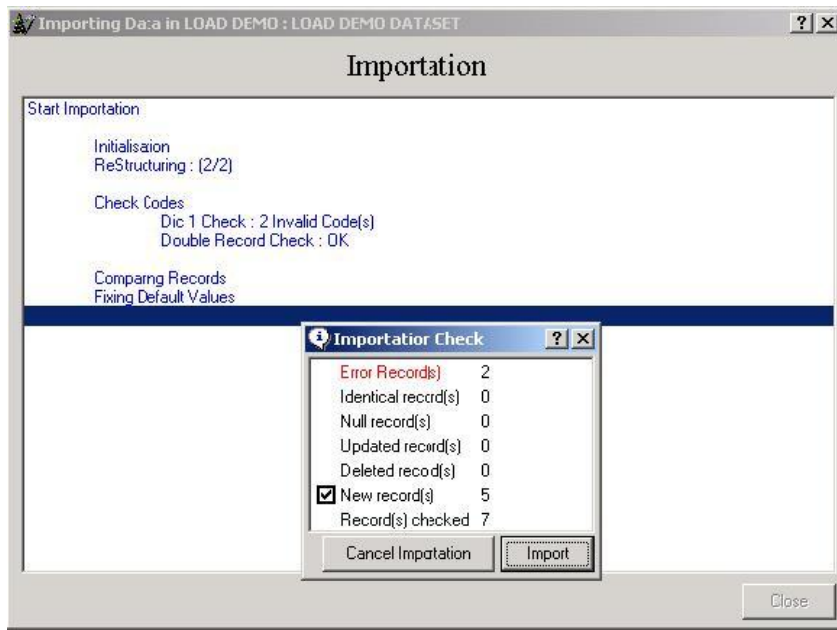 Importing Da:a in LOAD DEMO : LOAD DEMO DATASET
Importation
Start Importation
Initialisaion
ReStructuring : (2/2)
Check Codes
Dic 1 Check : 2 Invalid Code(s)
Double Record Check : OK
Comparng Records
Fixing Default Values
Importatior Check
Error Record(s) 2
Identical record(s) 0
Null record(s) 0
Updated record(s) 0
Deleted recod(s) 0
New record(s) 5
Record(s) checked 7
Cancel Impotation
Import
Close